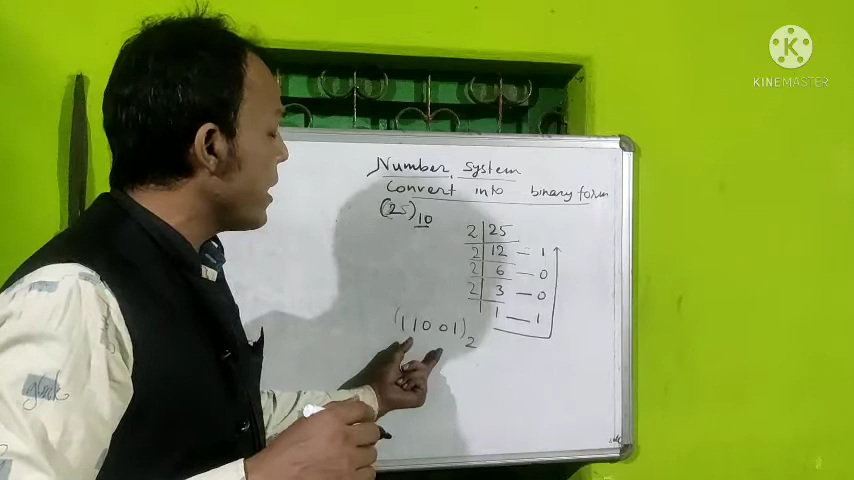 Number System
Convert into binary form
(25)10
2 25
2 12 — 1
2 6 — 0
2 3 — 0
1 — 1
(11001)2
KINEMASTER